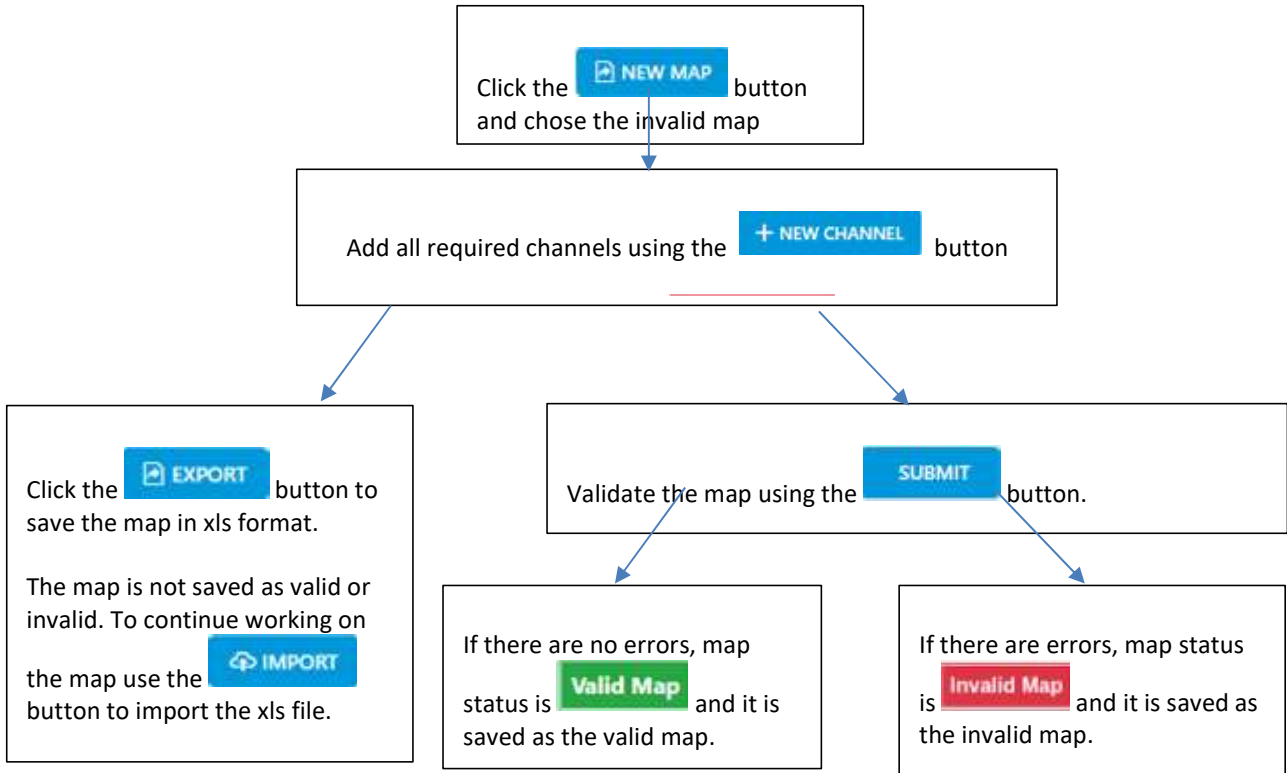 NEW MAP
Click the button
and chose the invalid map
Add all required channels using the + NEW CHANNEL button
Click the EXPORT button to
save the map in xls format.
The map is not saved as valid or
invalid. To continue working on
the map use the IMPORT
button to import the xls file.
Validate the map using the SUBMIT button.
If there are no errors, map
status is Valid Map and it is
saved as the valid map.
If there are errors, map status
is Invalid Map and it is saved as
the invalid map.